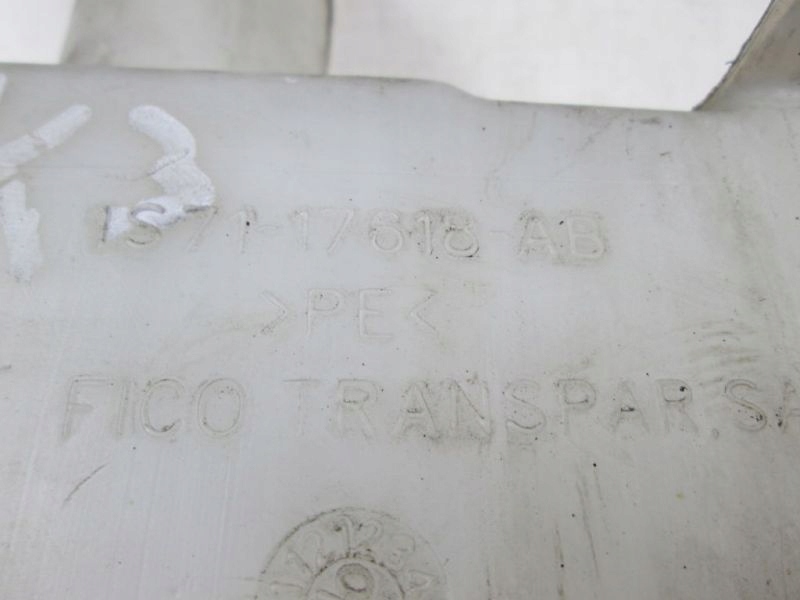 1S71-17618-AB
>PE<
FICO TRANSPAR, SA